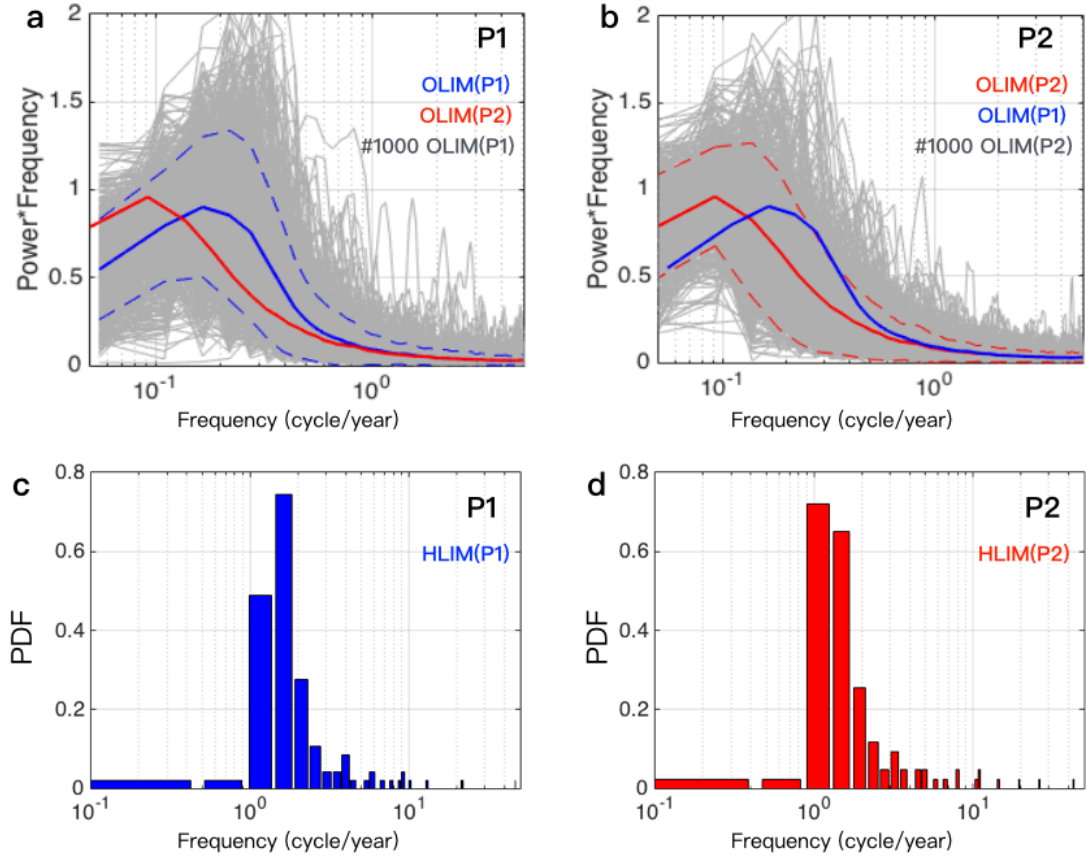 a
P1
OLIM(P1)
OLIM(P2)
#1000 OLIM(P1)
Power*Frequency
2
1.5
1
0.5
0
10-1
100
Frequency (cycle/year)
b
P2
OLIM(P2)
OLIM(P1)
#1000 OLIM(P2)
Power*Frequency
2
1.5
1
0.5
0
10-1
100
Frequency (cycle/year)
c
P1
HLIM(P1)
PDF
0.8
0.6
0.4
0.2
0
10-1
100
101
Frequency (cycle/year)
d
P2
HLIM(P2)
PDF
0.8
0.6
0.4
0.2
0
10-1
100
101
Frequency (cycle/year)